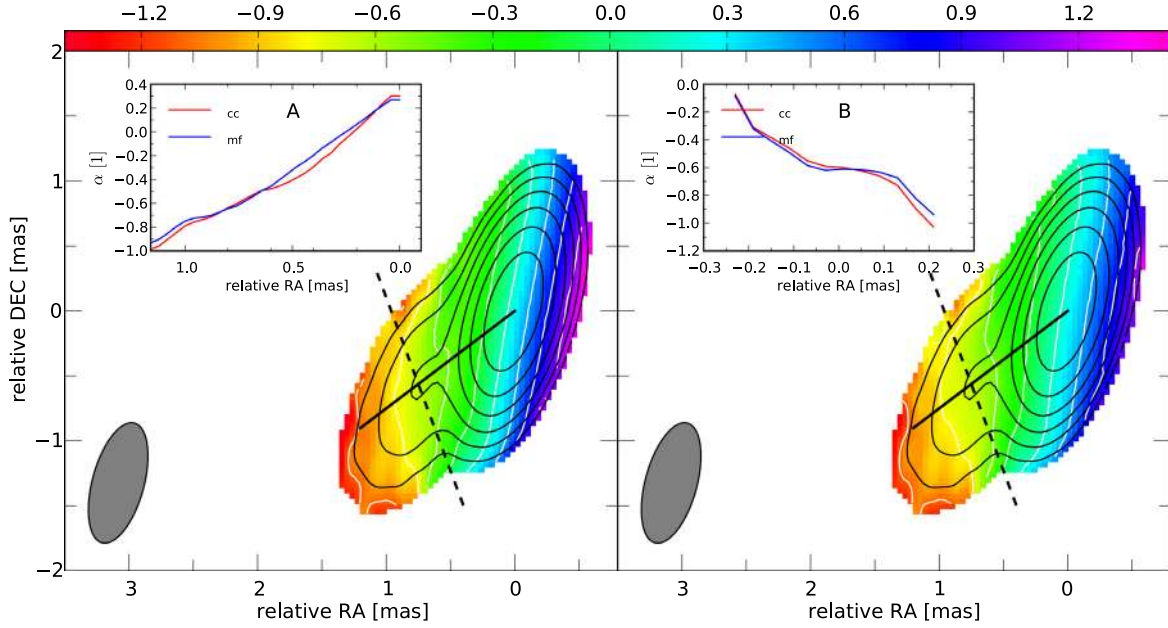 −1.2 −0.9 −0.6 −0.3 0.0 0.3 0.6 0.9 1.2
2
1
0
−1
−2
relative DEC [mas]
3 2 1 0
relative RA [mas]
0.4
0.2
0.0
−0.2
−0.4
−0.6
−0.8
−1.0
α [1]
cc
mf
A
1.0 0.5 0.0
relative RA [mas]
3 2 1 0
relative RA [mas]
−0.0
−0.2
−0.4
−0.6
−0.8
−1.0
−1.2
α [1]
cc
mf
B
−0.3 −0.2 −0.1 0.0 0.1 0.2 0.3
relative RA [mas]